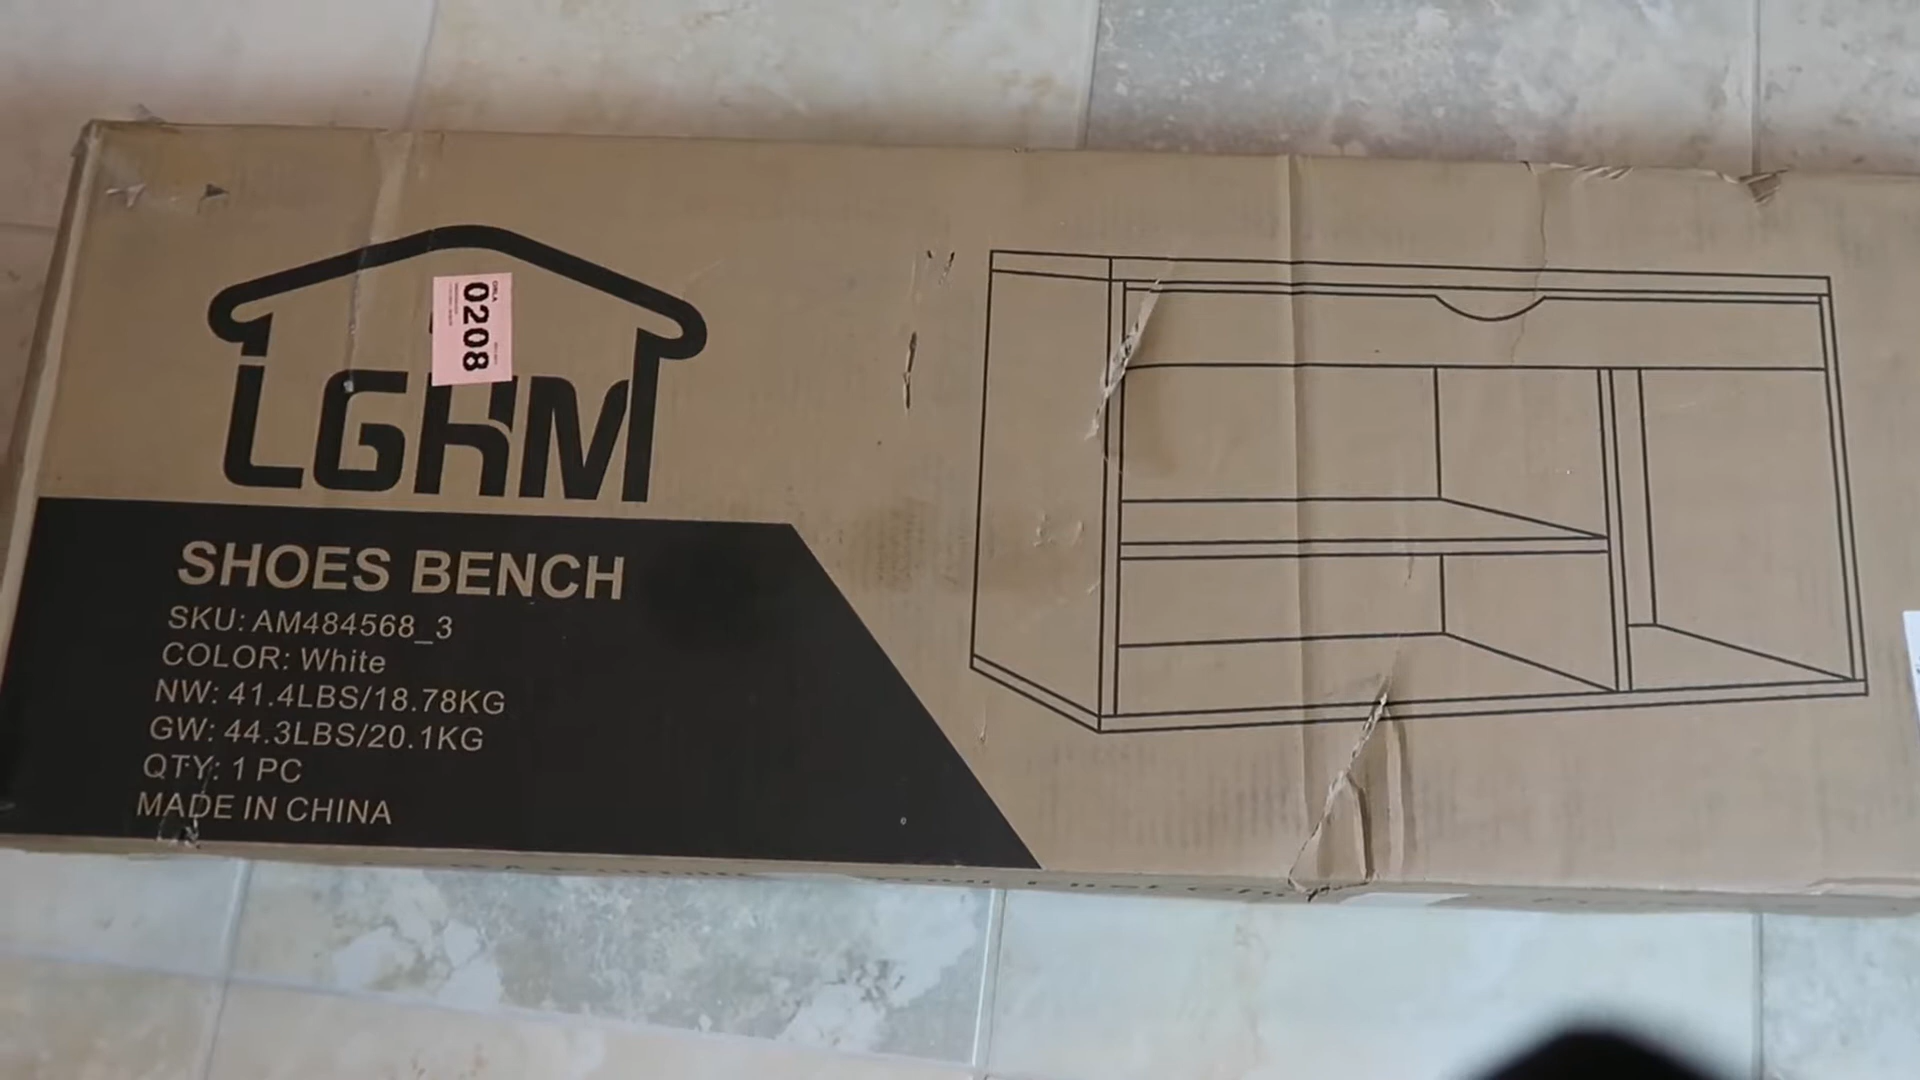 LGHM
0208
SHOES BENCH
SKU: AM484568_3
COLOR: White
NW: 41.4LBS/18.78KG
GW: 44.3LBS/20.1KG
QTY: 1 PC
MADE IN CHINA